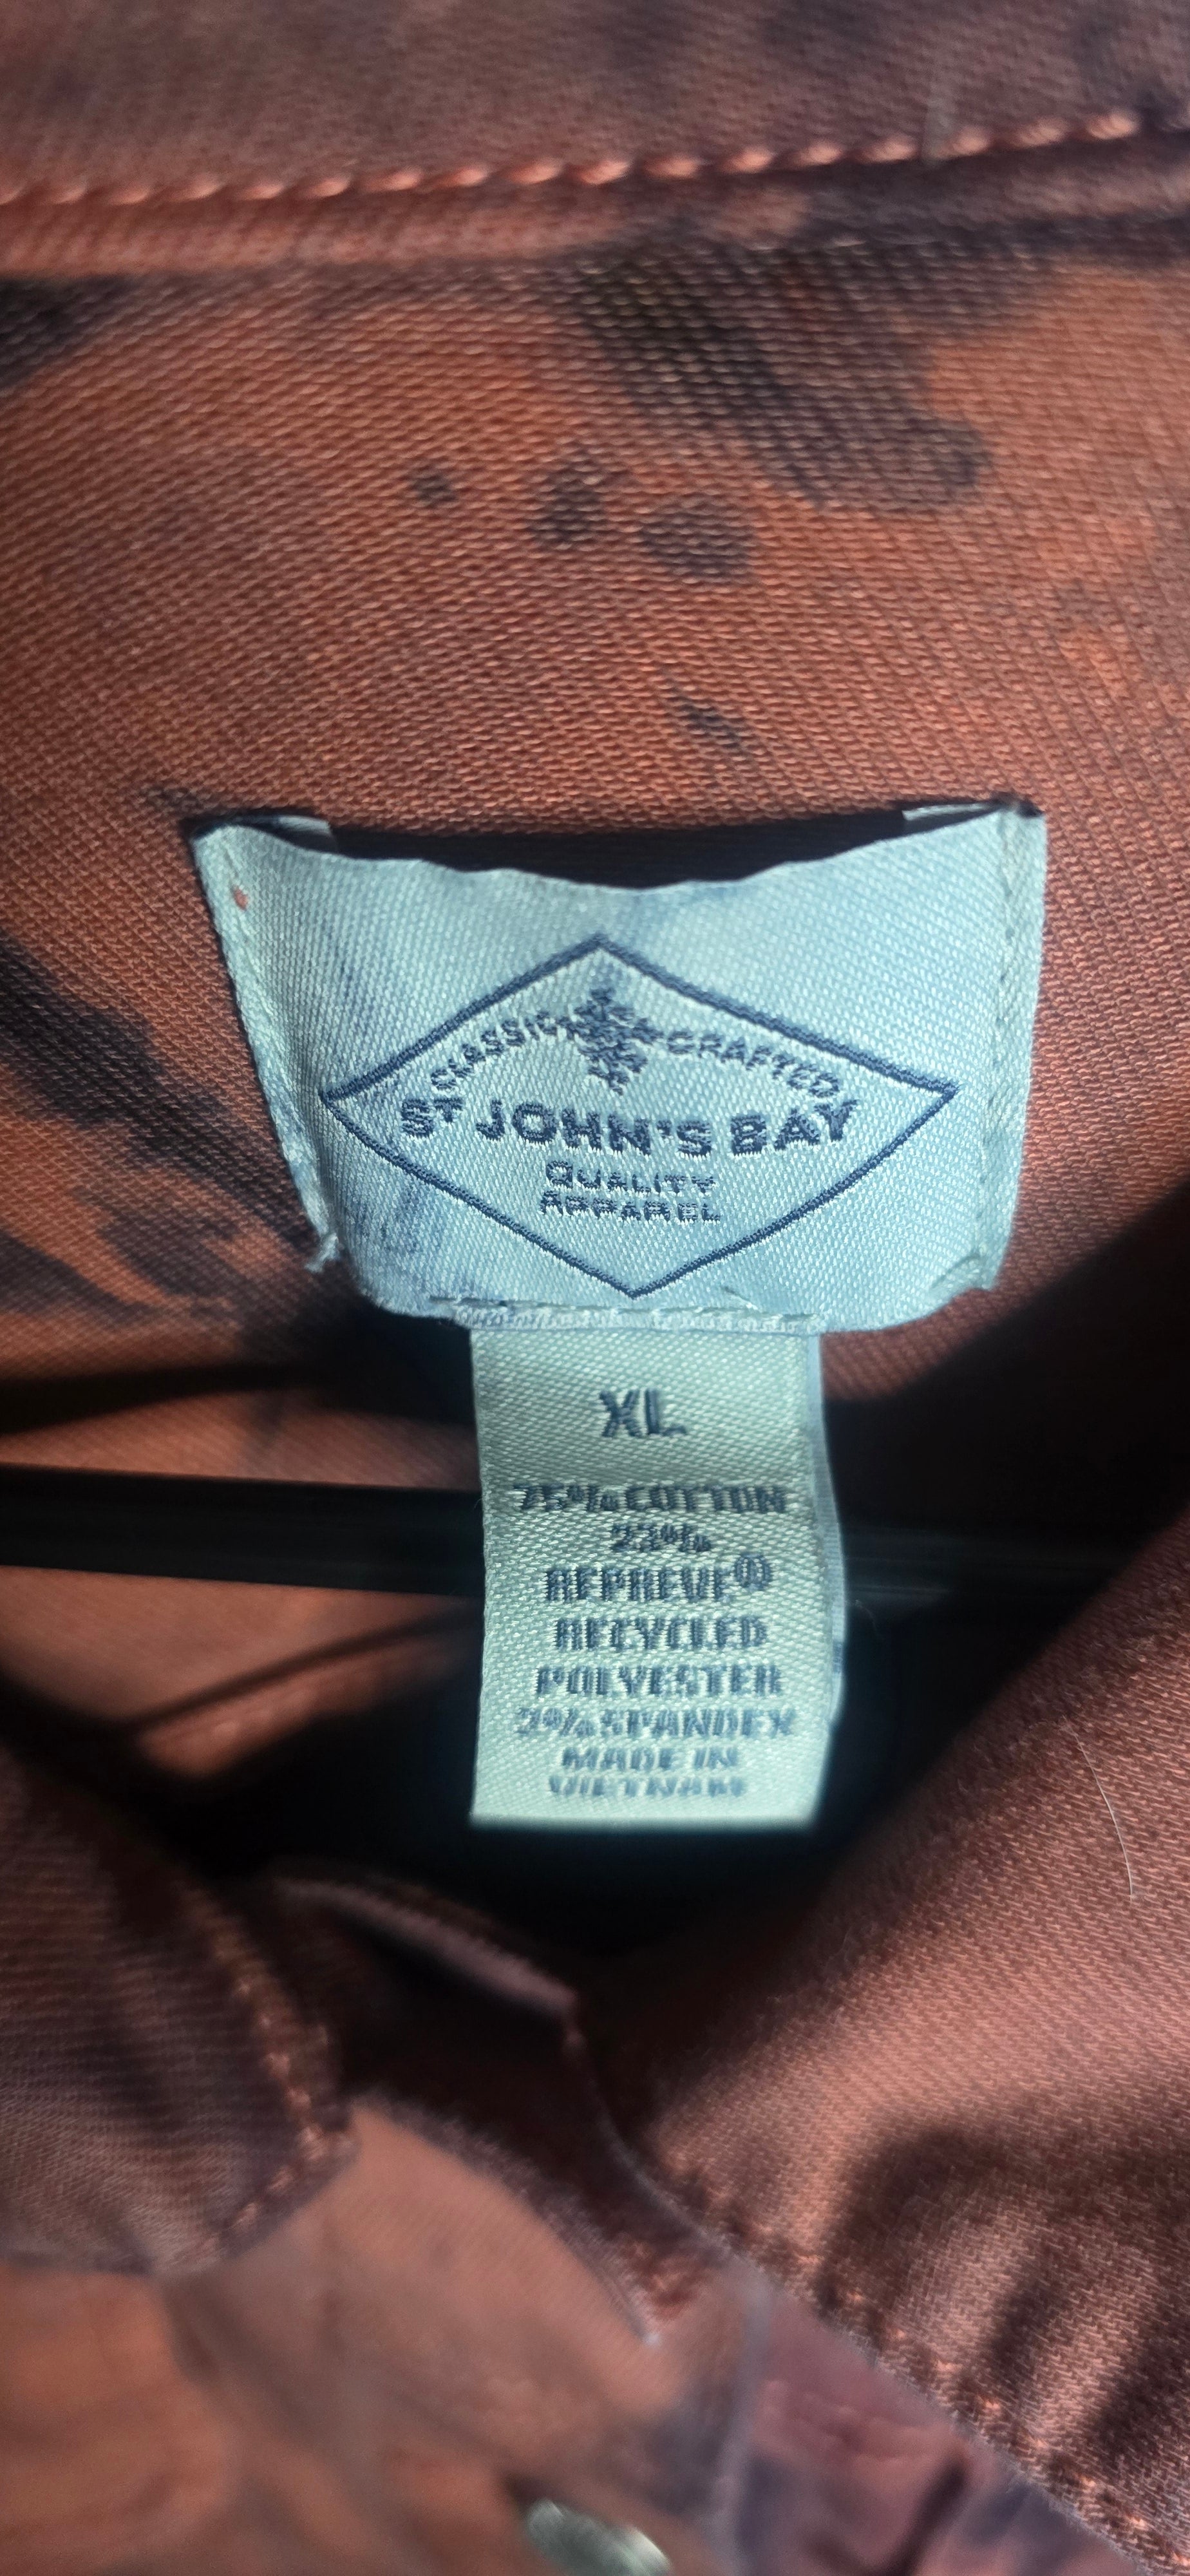 CLASSIC CRAFTED
ST JOHN'S BAY
QUALITY
APPAREL
XL
75% COTTON
23%
REPREVE®
RECYCLED
POLYESTER
2% SPANDEX
MADE IN
VIETNAM